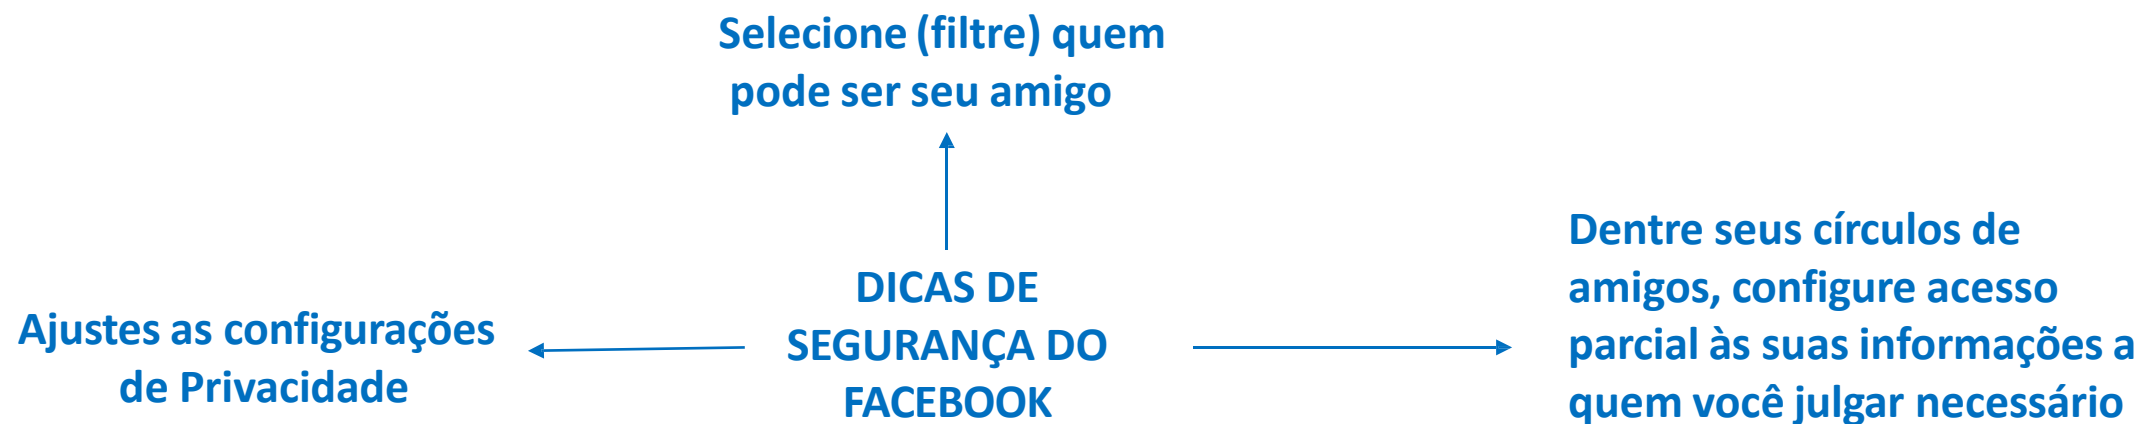 Selecione (filtre) quem
pode ser seu amigo
Ajustes as configurações
de Privacidade
DICAS DE
SEGURANÇA DO
FACEBOOK
Dentre seus círculos de
amigos, configure acesso
parcial às suas informações a
quem você julgar necessário